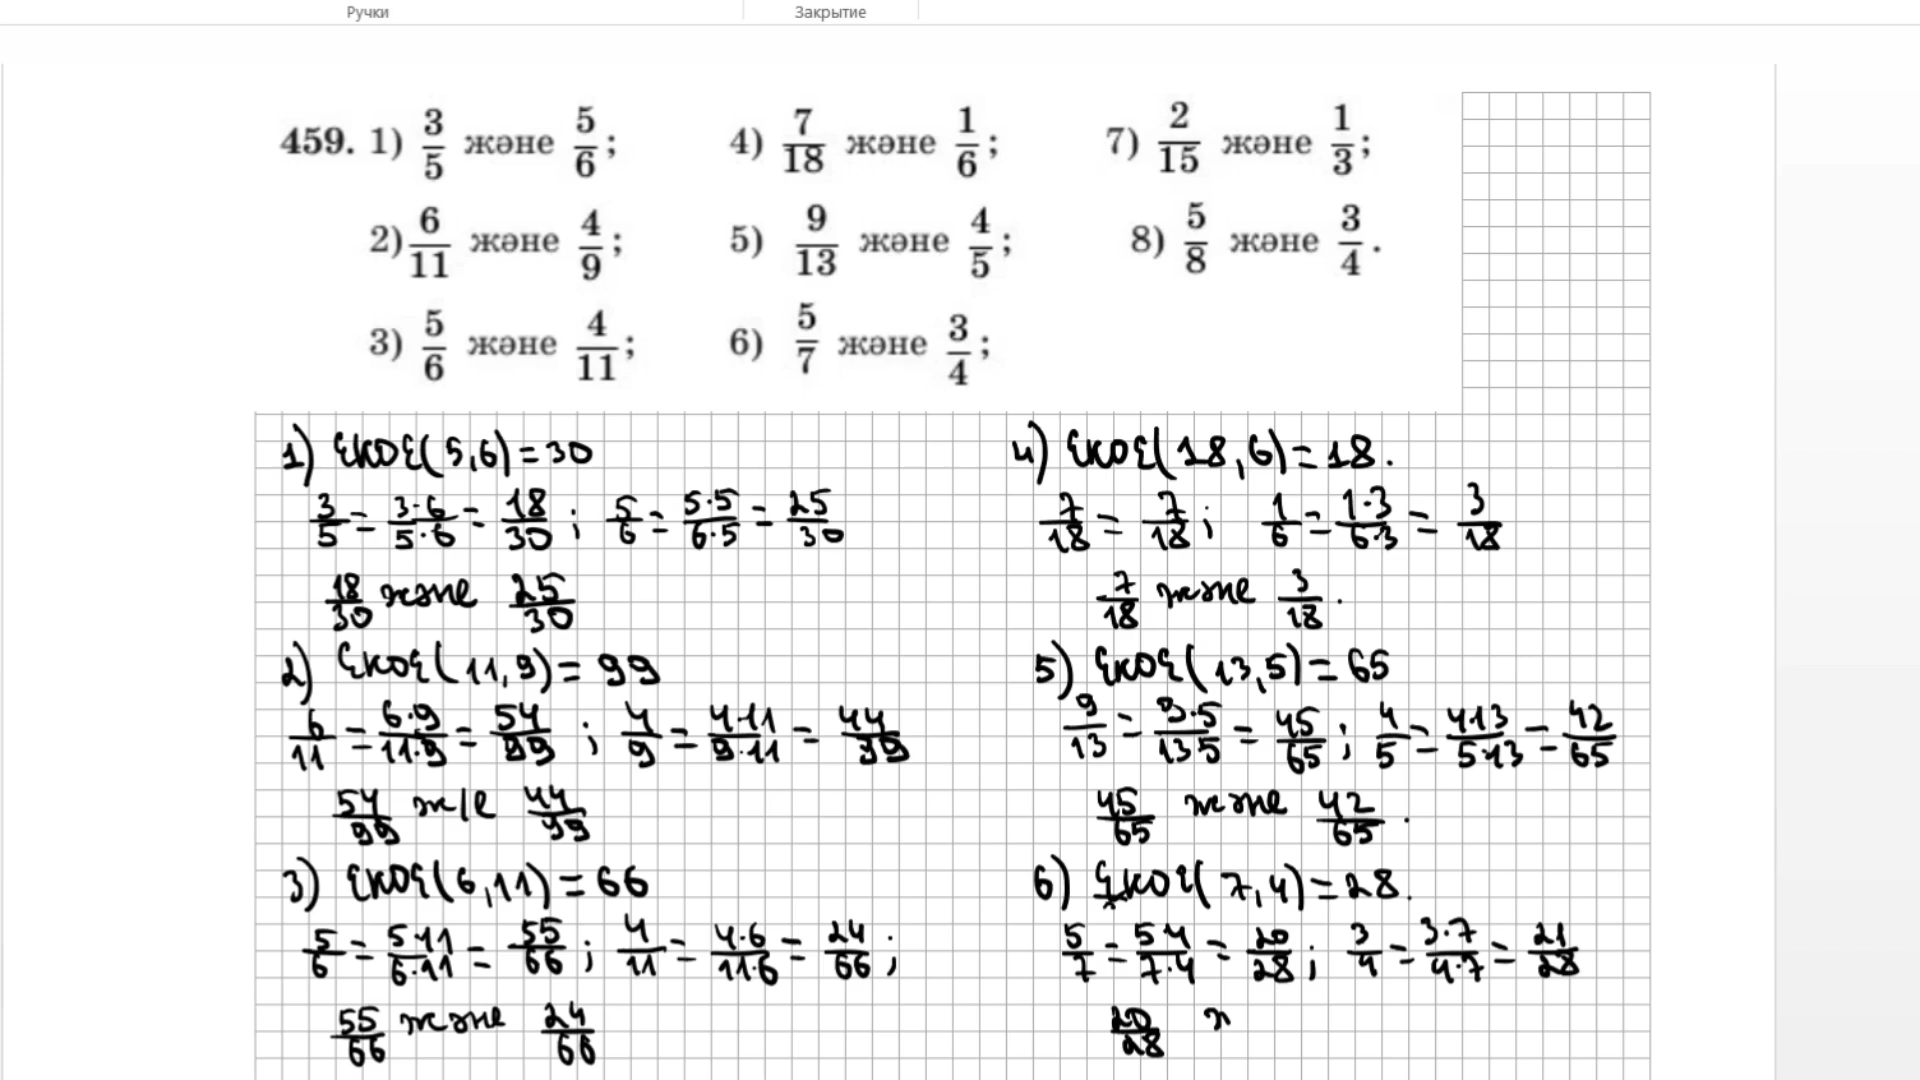 Ручки Закрытие
459. 1) 3/5 және 5/6; 4) 7/18 және 1/6; 7) 2/15 және 1/3;
2) 6/11 және 4/9; 5) 9/13 және 4/5; 8) 5/8 және 3/4.
3) 5/6 және 4/11; 6) 5/7 және 3/4;
1) ЕКОЕ(5,6)=30
3/5 = 3·6/5·6 = 18/30; 5/6 = 5·5/6·5 = 25/30
18/30 және 25/30
2) ЕКОЕ(11,9)=99
6/11 = 6·9/11·9 = 54/99; 4/9 = 4·11/9·11 = 44/99
54/99 ж/е 44/99
3) ЕКОЕ(6,11)=66
5/6 = 5·11/6·11 = 55/66; 4/11 = 4·6/11·6 = 24/66;
55/66 және 24/66
4) ЕКОЕ(18,6)=18.
7/18 = 7/18; 1/6 = 1·3/6·3 = 3/18
7/18 және 3/18.
5) ЕКОЕ(13,5)=65
9/13 = 9·5/13·5 = 45/65; 4/5 = 4·13/5·13 = 42/65
45/65 және 42/65.
6) ЕКОЕ(7,4)=28.
5/7 = 5·4/7·4 = 20/28; 3/4 = 3·7/4·7 = 21/28
20/28 ж